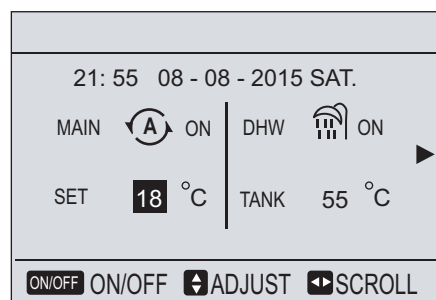 21: 55 08 - 08 - 2015 SAT.
MAIN A ON DHW ON
SET 18 °C TANK 55 °C
ON/OFF ON/OFF ADJUST SCROLL